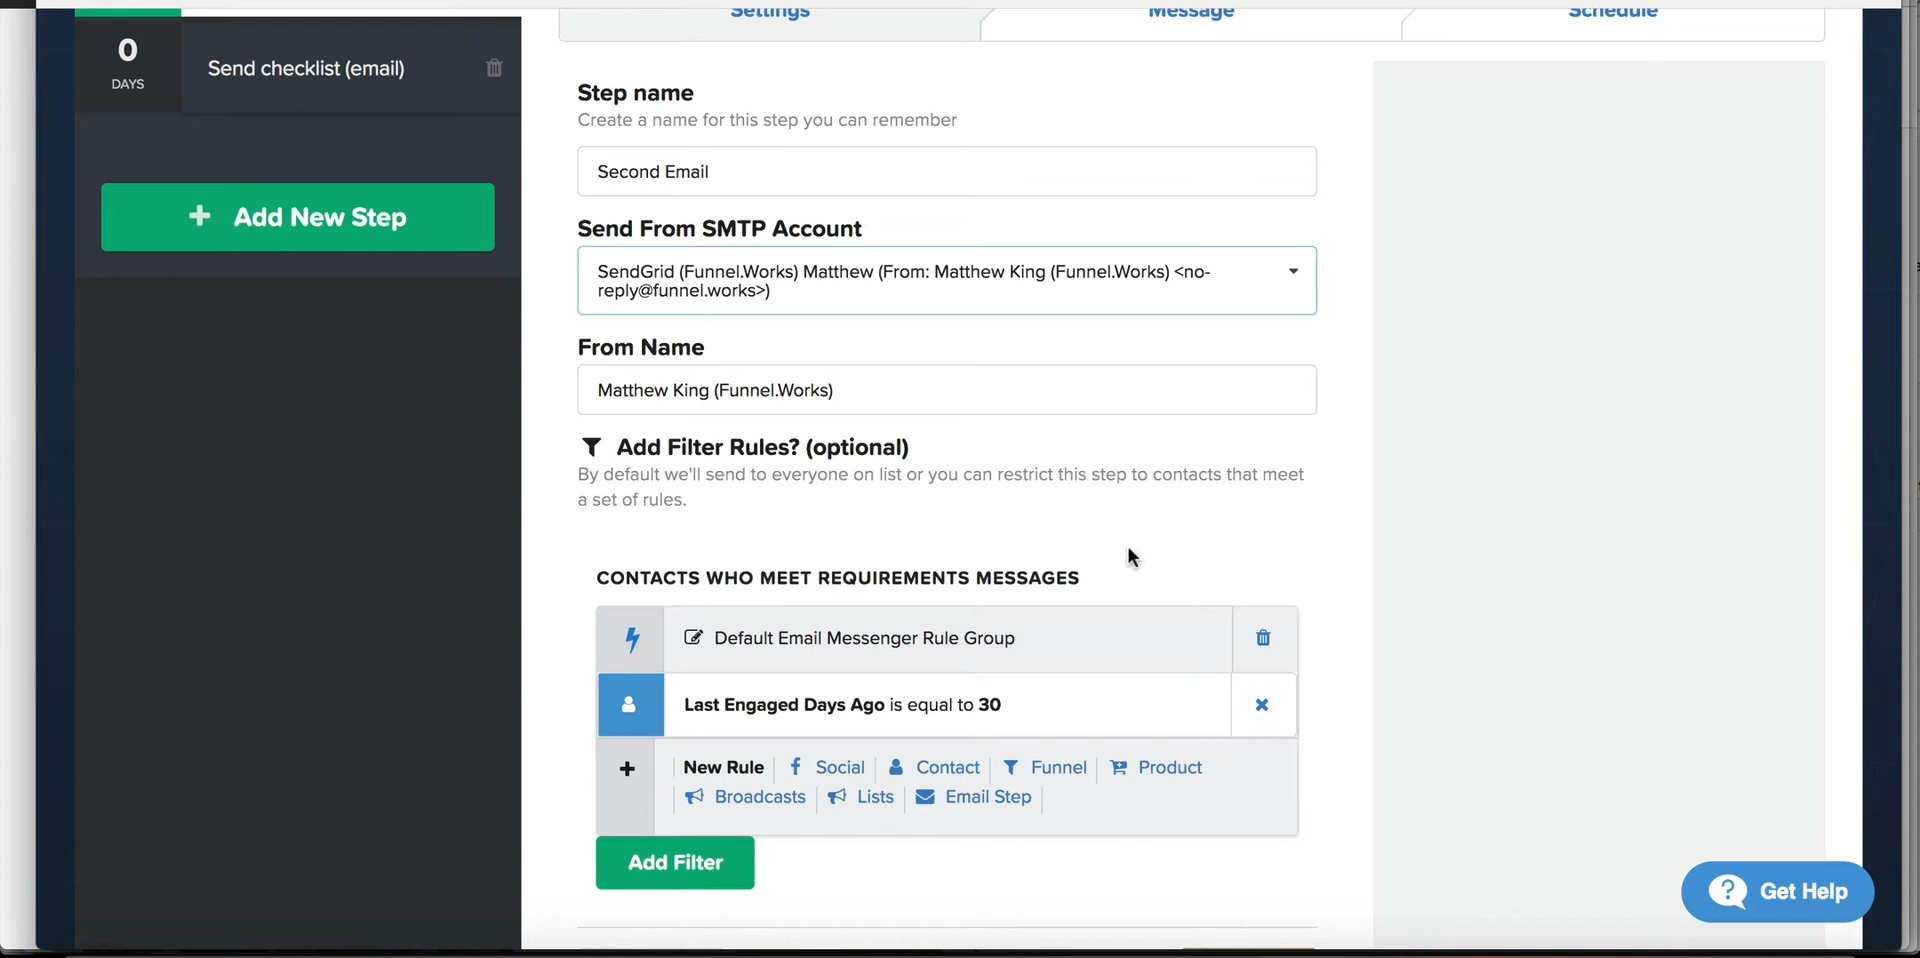 Settings
Message
Schedule
0
DAYS
Send checklist (email)
Add New Step
Step name
Create a name for this step you can remember
Second Email
Send From SMTP Account
SendGrid (Funnel.Works) Matthew (From: Matthew King (Funnel.Works) <no-
reply@funnel.works>)
From Name
Matthew King (Funnel.Works)
Add Filter Rules? (optional)
By default we'll send to everyone on list or you can restrict this step to contacts that meet
a set of rules.
CONTACTS WHO MEET REQUIREMENTS MESSAGES
Default Email Messenger Rule Group
Last Engaged Days Ago is equal to 30
New Rule Social Contact Funnel Product
Broadcasts Lists Email Step
Add Filter
Get Help